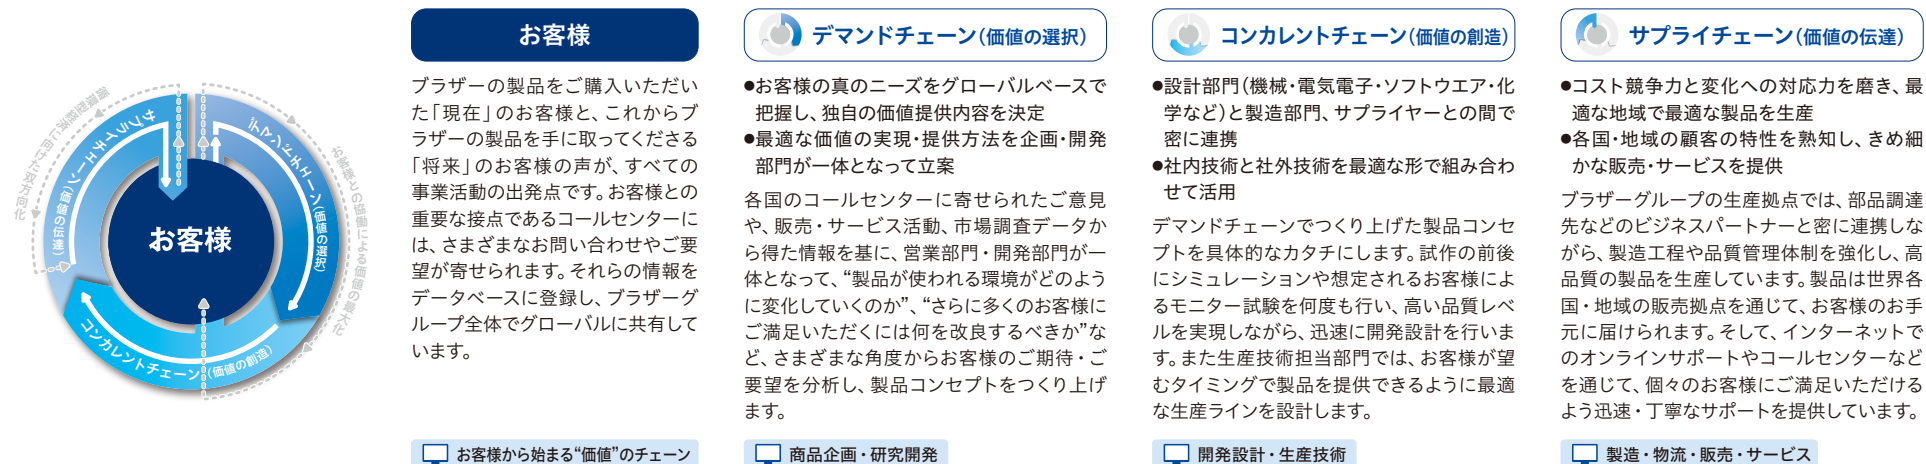 循環経済に向けた双方向化
サプライチェーン(価値の伝達)
デマンドチェーン(価値の選択)
お客様との協働による価値の最大化
お客様
コンカレントチェーン(価値の創造)
お客様
ブラザーの製品をご購入いただい
た「現在」のお客様と、これからブ
ラザーの製品を手に取ってくださる
「将来」のお客様の声が、すべての
事業活動の出発点です。お客様との
重要な接点であるコールセンターに
は、さまざまなお問い合わせやご要
望が寄せられます。それらの情報を
データベースに登録し、ブラザーグ
ループ全体でグローバルに共有して
います。
お客様から始まる“価値”のチェーン
デマンドチェーン(価値の選択)
●お客様の真のニーズをグローバルベースで
把握し、独自の価値提供内容を決定
●最適な価値の実現・提供方法を企画・開発
部門が一体となって立案
各国のコールセンターに寄せられたご意見
や、販売・サービス活動、市場調査データか
ら得た情報を基に、営業部門・開発部門が一
体となって、“製品が使われる環境がどのよう
に変化していくのか”、“さらに多くのお客様に
ご満足いただくには何を改良するべきか”な
ど、さまざまな角度からお客様のご期待・ご
要望を分析し、製品コンセプトをつくり上げ
ます。
商品企画・研究開発
コンカレントチェーン(価値の創造)
●設計部門(機械・電気電子・ソフトウエア・化
学など)と製造部門、サプライヤーとの間で
密に連携
●社内技術と社外技術を最適な形で組み合わ
せて活用
デマンドチェーンでつくり上げた製品コンセ
プトを具体的なカタチにします。試作の前後
にシミュレーションや想定されるお客様によ
るモニター試験を何度も行い、高い品質レベ
ルを実現しながら、迅速に開発設計を行いま
す。また生産技術担当部門では、お客様が望
むタイミングで製品を提供できるように最適
な生産ラインを設計します。
開発設計・生産技術
サプライチェーン(価値の伝達)
●コスト競争力と変化への対応力を磨き、最
適な地域で最適な製品を生産
●各国・地域の顧客の特性を熟知し、きめ細
かな販売・サービスを提供
ブラザーグループの生産拠点では、部品調達
先などのビジネスパートナーと密に連携しな
がら、製造工程や品質管理体制を強化し、高
品質の製品を生産しています。製品は世界各
国・地域の販売拠点を通じて、お客様のお手
元に届けられます。そして、インターネットで
のオンラインサポートやコールセンターなど
を通じて、個々のお客様にご満足いただける
よう迅速・丁寧なサポートを提供しています。
製造・物流・販売・サービス